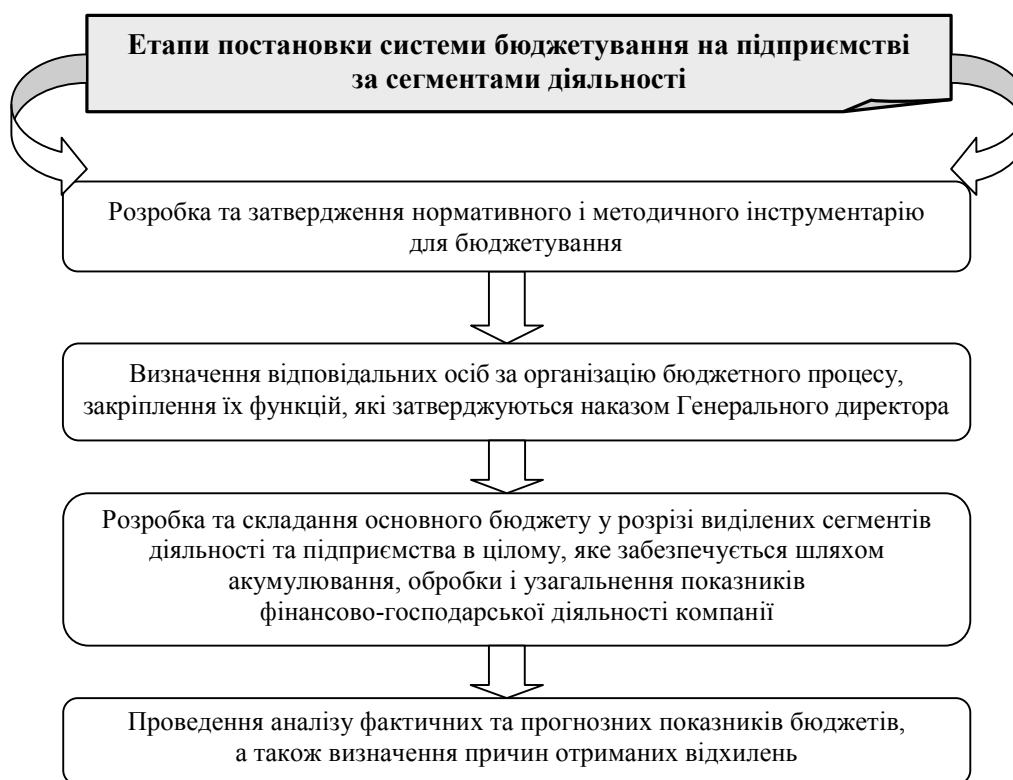 Етапи постановки системи бюджетування на підприємстві
за сегментами діяльності
Розробка та затвердження нормативного і методичного інструментарію
для бюджетування
Визначення відповідальних осіб за організацію бюджетного процесу,
закріплення їх функцій, які затверджуються наказом Генерального директора
Розробка та складання основного бюджету у розрізі виділених сегментів
діяльності та підприємства в цілому, яке забезпечується шляхом
акумулювання, обробки і узагальнення показників
фінансово-господарської діяльності компанії
Проведення аналізу фактичних та прогнозних показників бюджетів,
а також визначення причин отриманих відхилень